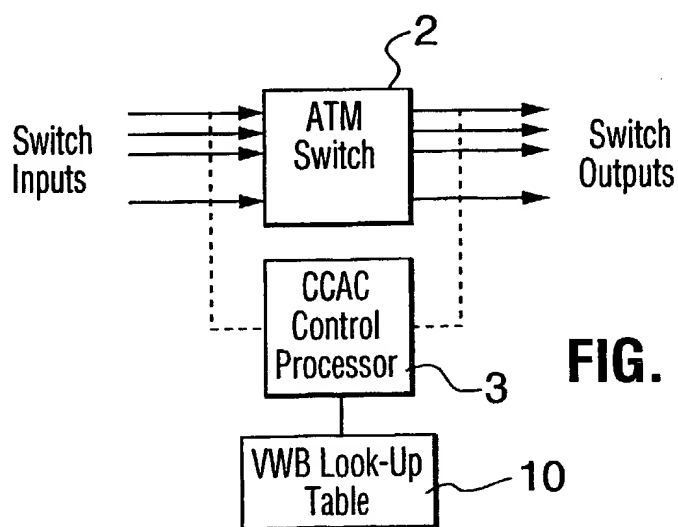 2
ATM
Switch
Switch
Inputs
Switch
Outputs
CCAC
Control
Processor
3
FIG.
VWB Look-Up
Table
10